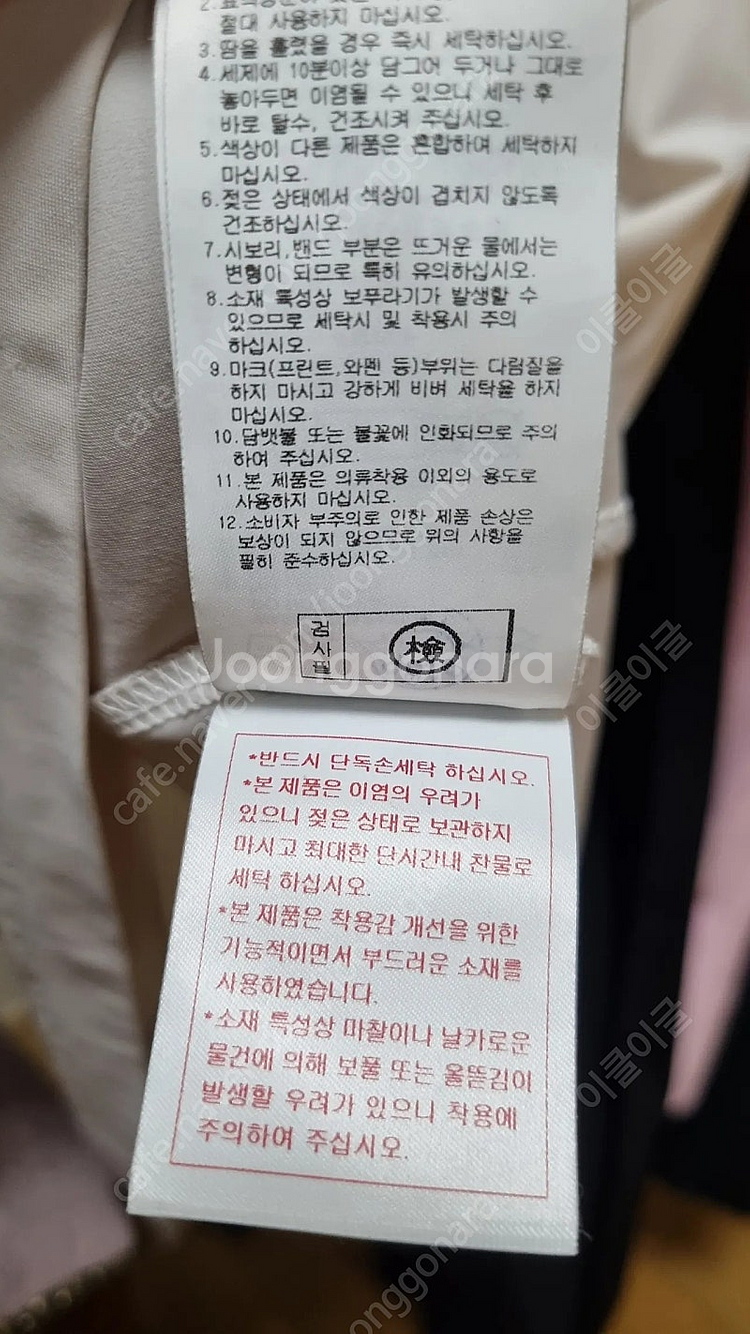 절대 사용하지 마십시오.
3.땀을 흘렸을 경우 즉시 세탁하십시오.
4.세제에 10분이상 담그어 두거나 그대로
놓아두면 이염될 수 있으니 세탁 후
바로 탈수, 건조시켜 주십시오.
5.색상이 다른 제품은 혼합하여 세탁하지
마십시오.
6.젖은 상태에서 색상이 겹치지 않도록
건조하십시오.
7.시보리,밴드 부분은 뜨거운 물에서는
변형이 되므로 특히 유의하십시오.
8.소재 특성상 보푸라기가 발생할 수
있으므로 세탁시 및 착용시 주의
하십시오.
9.마크(프린트,와펜 등)부위는 다림질을
하지 마시고 강하게 비벼 세탁을 하지
마십시오.
10.담뱃불 또는 불꽃에 인화되므로 주의
하여 주십시오.
11.본 제품은 의류착용 이외의 용도로
사용하지 마십시오.
12.소비자 부주의로 인한 제품 손상은
보상이 되지 않으므로 위의 사항을
필히 준수하십시오.
검사필 檢
Joonggonara
*반드시 단독손세탁 하십시오.
*본 제품은 이염의 우려가
있으니 젖은 상태로 보관하지
마시고 최대한 단시간내 찬물로
세탁 하십시오.
*본 제품은 착용감 개선을 위한
기능적이면서 부드러운 소재를
사용하였습니다.
*소재 특성상 마찰이나 날카로운
물건에 의해 보풀 또는 올뜯김이
발생할 우려가 있으니 착용에
주의하여 주십시오.
이클이글
이클이글
이클이글